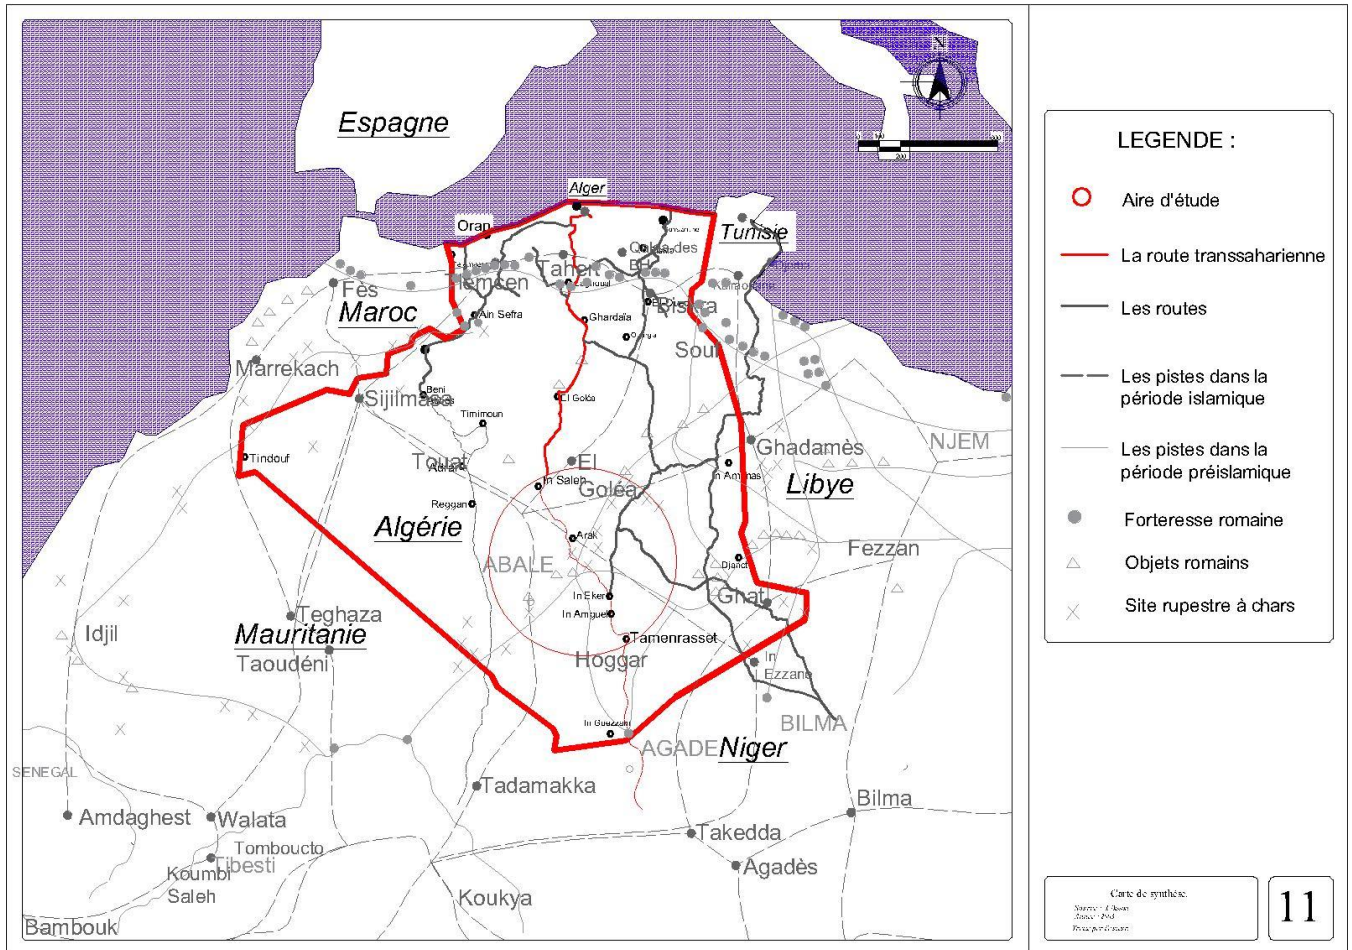 N
Espagne
Alger
Oran
Tunisie
Tahert
Tlemcen
Fès
Maroc
Ain Sefra
Ghardaïa
Biskra
Souf
Marrekach
Sijilmasa
Beni
El Goléa
Timimoun
Ghadamès
NJEM
Tindouf
Touat
Adrar
El
Goléa
In Saleh
In Amenas
Libye
Reggan
Algérie
Arak
Fezzan
ABALE
Djanet
In Eker
Ghat
In Amguel
Teghaza
Idjil
Mauritanie
Tamenrasset
Taoudéni
Hoggar
In
Ezzane
In Guezzam
BILMA
AGADE
Niger
SENEGAL
Tadamakka
Bilma
Amdaghest
Walata
Takedda
Tomboucto
Tibesti
Koumbi
Saleh
Agadès
Koukya
Bambouk
LEGENDE :
Aire d'étude
La route transsaharienne
Les routes
Les pistes dans la
période islamique
Les pistes dans la
période préislamique
Forteresse romaine
Objets romains
Site rupestre à chars
Carte de synthèse.
11